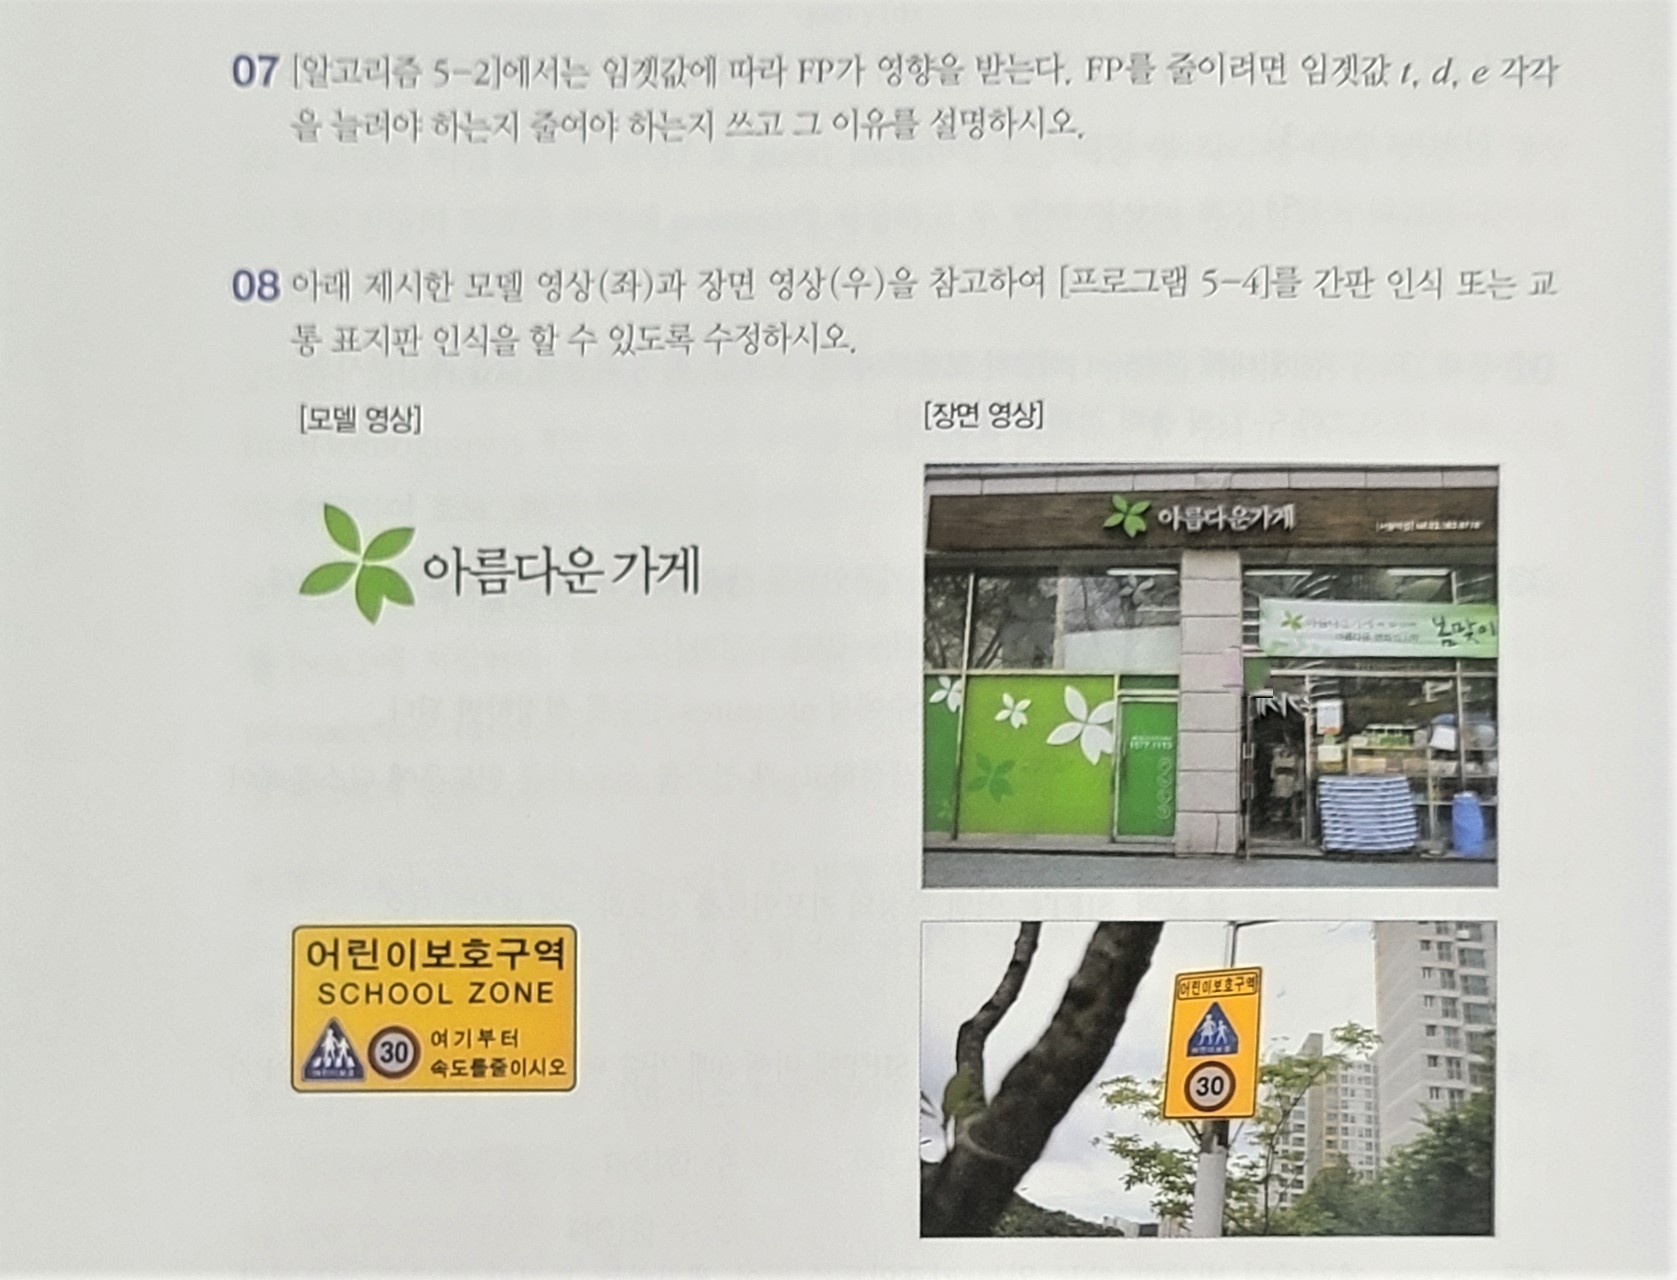 07 [알고리즘 5-2]에서는 임곗값에 따라 FP가 영향을 받는다. FP를 줄이려면 임곗값 t, d, e 각각
을 늘려야 하는지 줄여야 하는지 쓰고 그 이유를 설명하시오.
08 아래 제시한 모델 영상(좌)과 장면 영상(우)을 참고하여 [프로그램 5-4]를 간판 인식 또는 교
통 표지판 인식을 할 수 있도록 수정하시오.
[모델 영상]
[장면 영상]
아름다운 가게
아름다운가게
봄맞이
어린이보호구역
SCHOOL ZONE
30
여기부터
속도를줄이시오
어린이보호구역
30